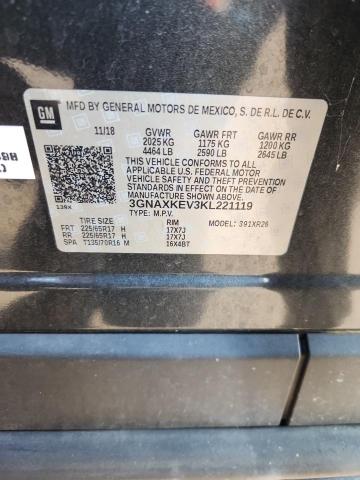 GM
MFD BY GENERAL MOTORS DE MEXICO, S. DE R.L. DE C.V.
11/18 GVWR GAWR FRT GAWR RR
2025 KG 1175 KG 1200 KG
4464 LB 2590 LB 2645 LB
THIS VEHICLE CONFORMS TO ALL
APPLICABLE U.S. FEDERAL MOTOR
VEHICLE SAFETY AND THEFT PREVENTION
STANDARDS IN EFFECT ON THE DATE OF
MANUFACTURE SHOWN ABOVE.
139X
3GNAXKEV3KL221119
TYPE: M.P.V. MODEL: 391XR26
TIRE SIZE RIM
FRT 225/65R17 H 17X7J
RR 225/65R17 H 17X7J
SPA T135/70R16 M 16X4BT